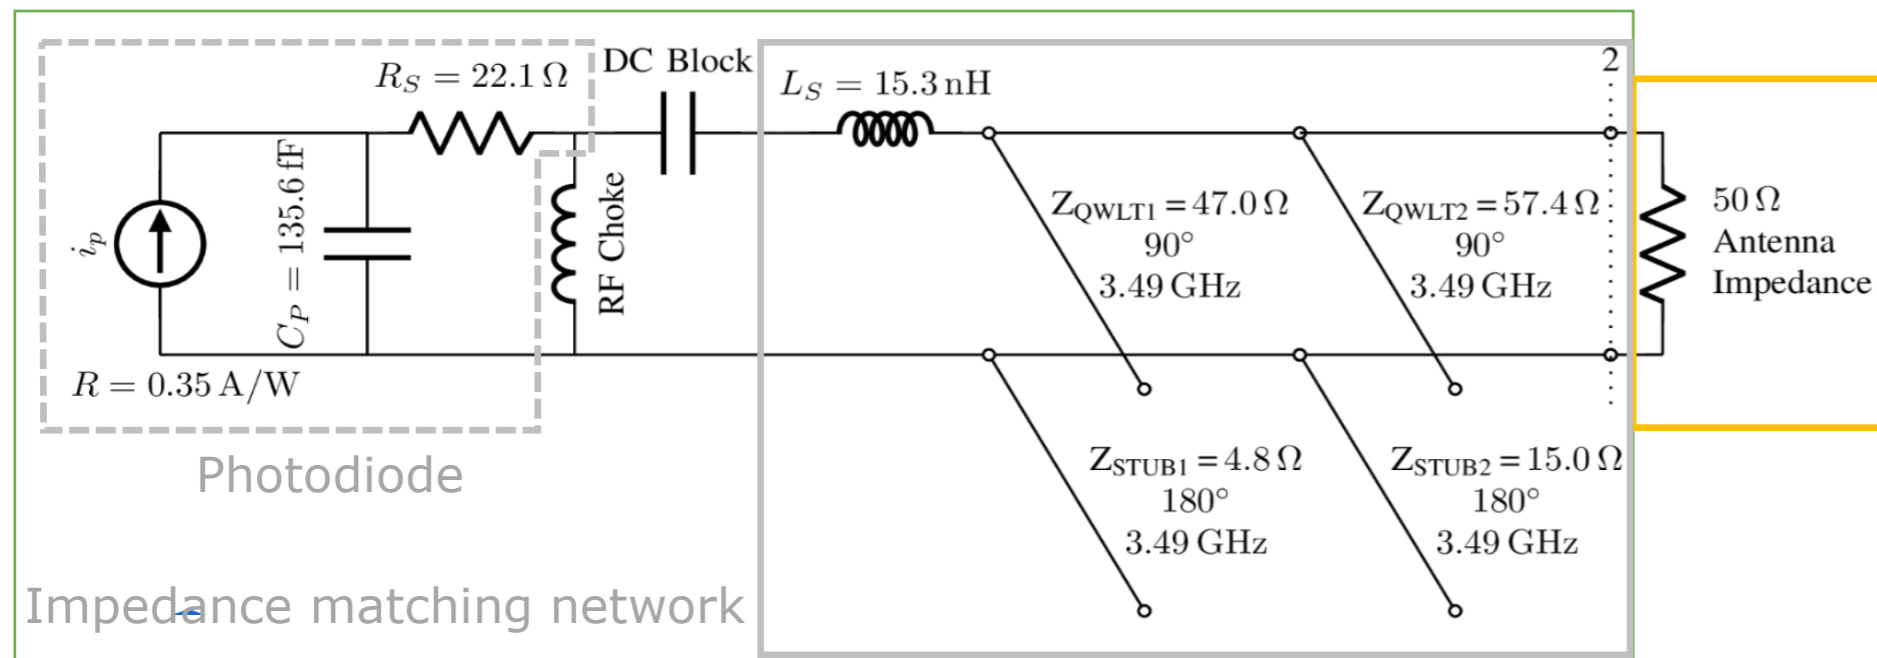 R_S = 22.1 Ω
DC Block
L_S = 15.3 nH
2
i_p
C_P = 135.6 fF
RF Choke
Z_QWLT1 = 47.0 Ω
90°
3.49 GHz
Z_QWLT2 = 57.4 Ω
90°
3.49 GHz
50 Ω
Antenna
Impedance
R = 0.35 A/W
Photodiode
Z_STUB1 = 4.8 Ω
180°
3.49 GHz
Z_STUB2 = 15.0 Ω
180°
3.49 GHz
Impedance matching network